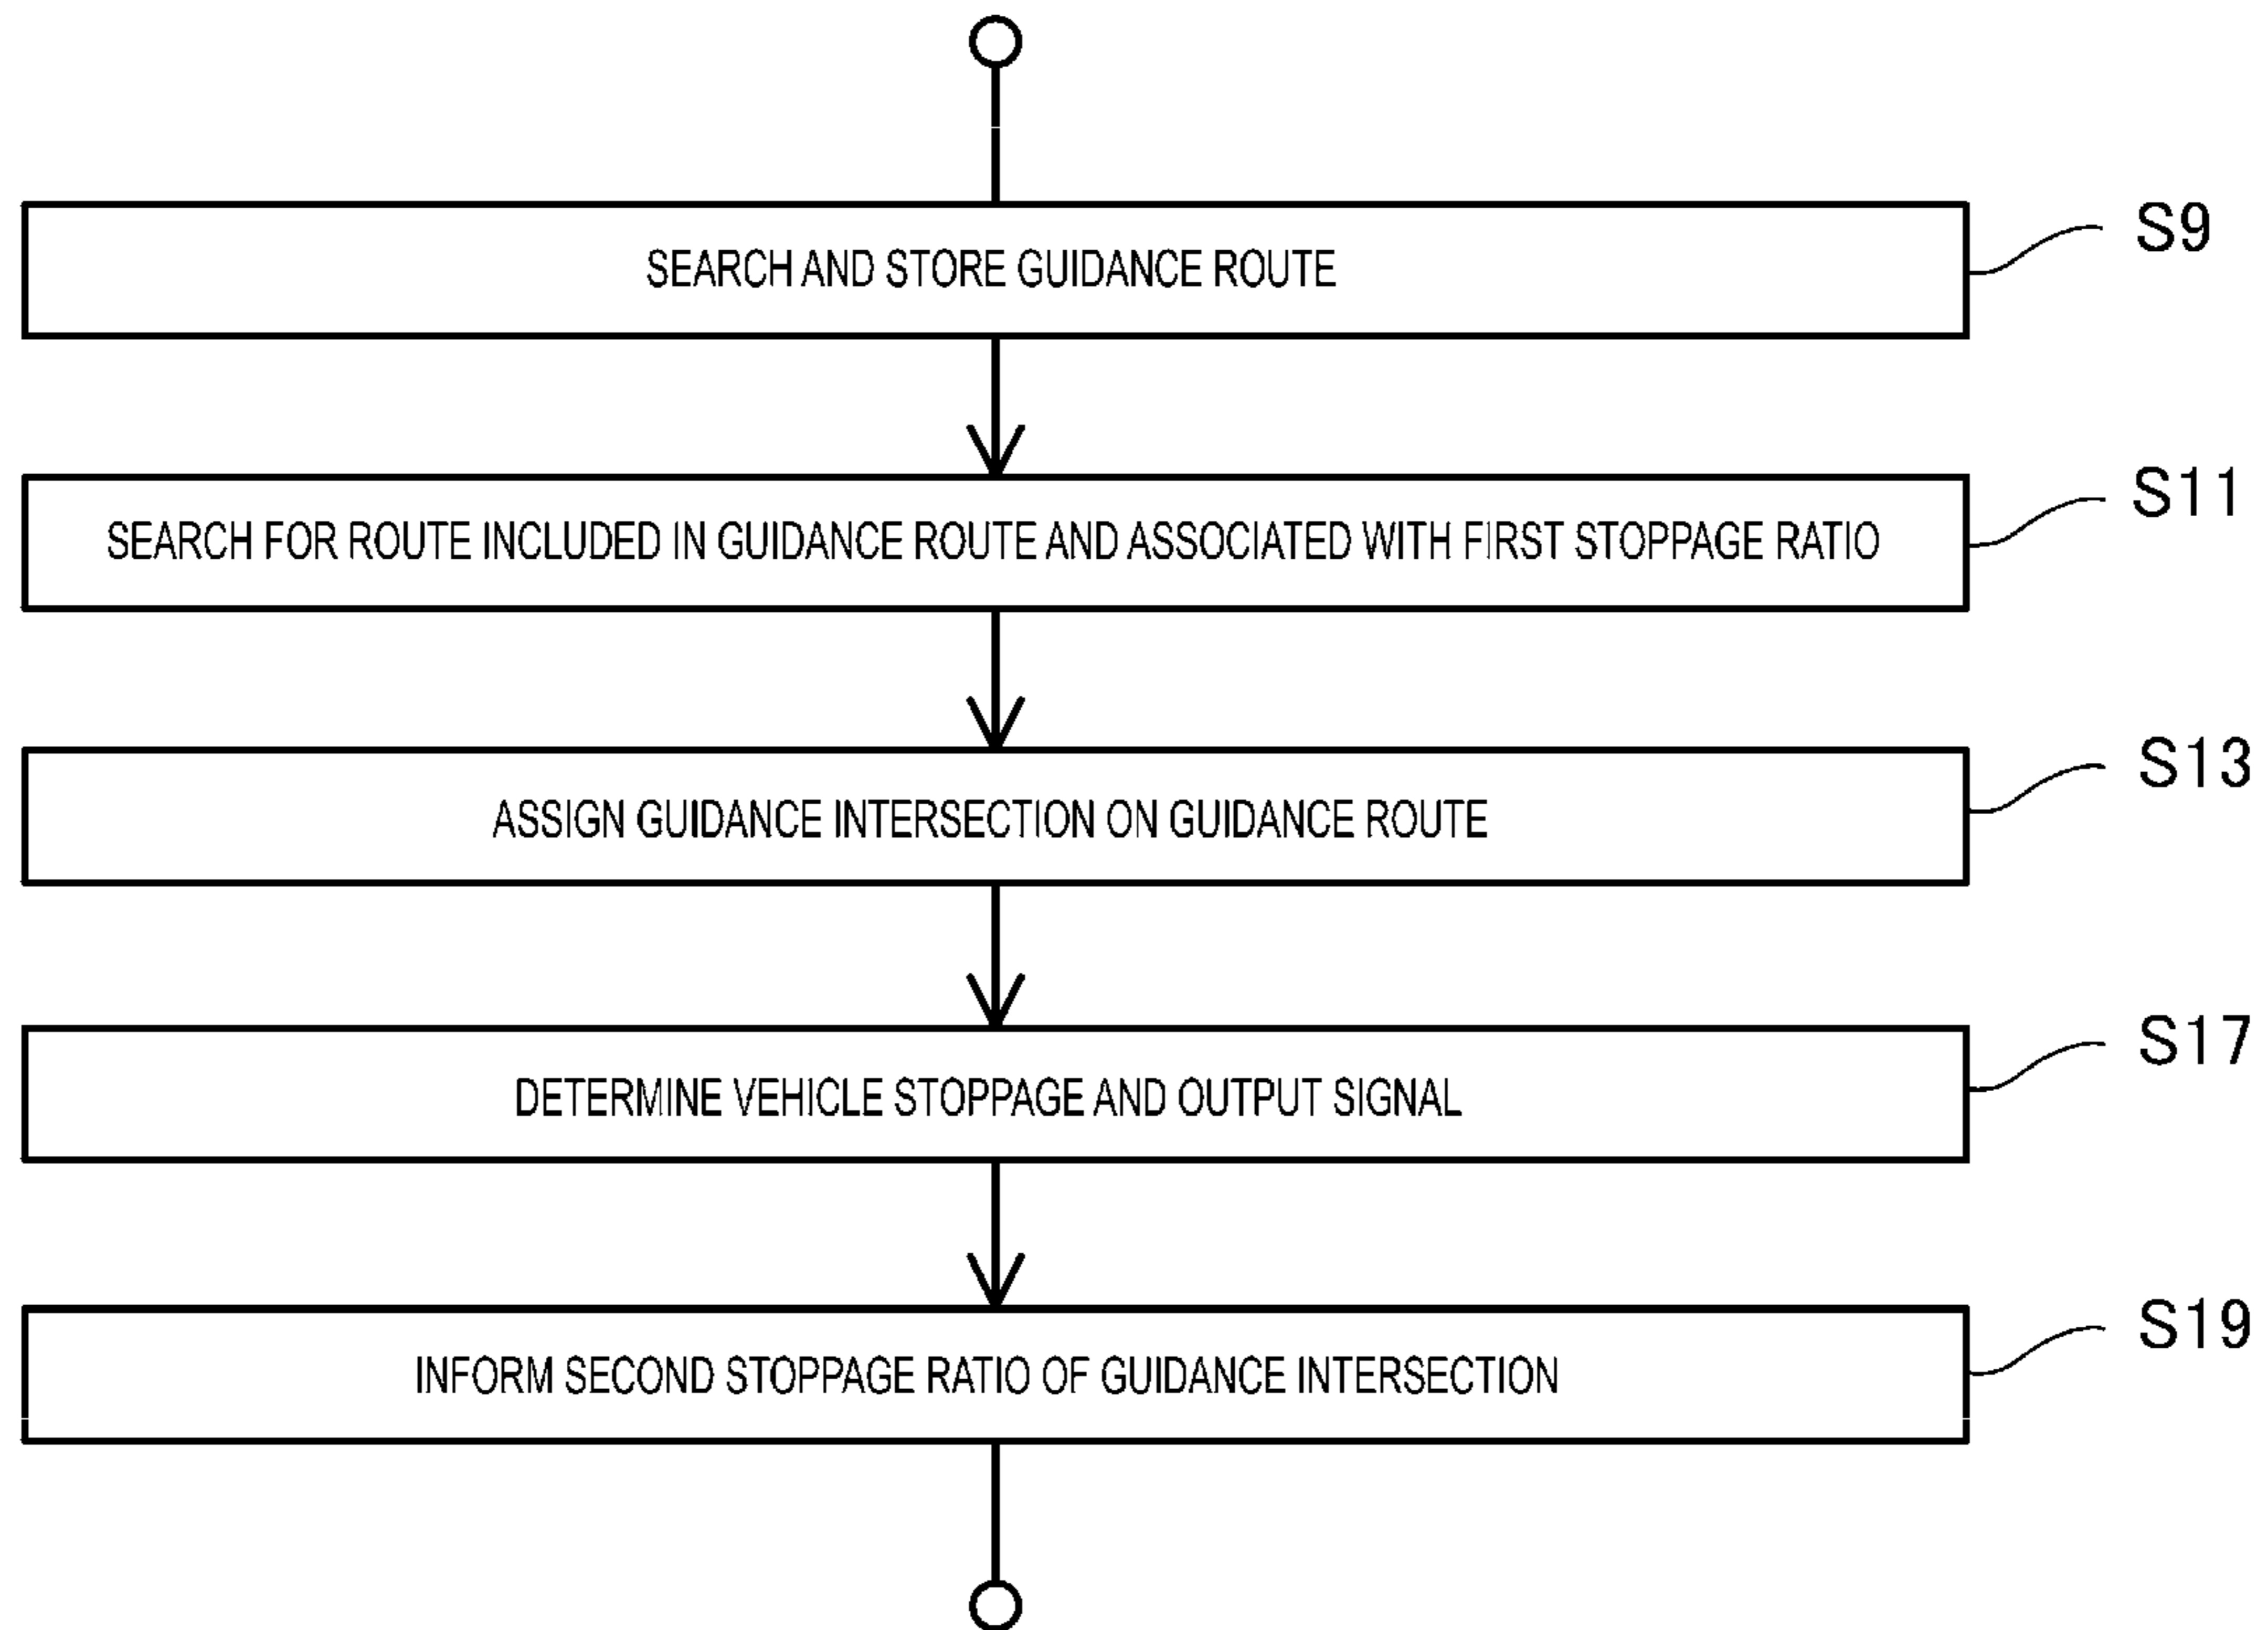 SEARCH AND STORE GUIDANCE ROUTE
S9
SEARCH FOR ROUTE INCLUDED IN GUIDANCE ROUTE AND ASSOCIATED WITH FIRST STOPPAGE RATIO
S11
ASSIGN GUIDANCE INTERSECTION ON GUIDANCE ROUTE
S13
DETERMINE VEHICLE STOPPAGE AND OUTPUT SIGNAL
S17
INFORM SECOND STOPPAGE RATIO OF GUIDANCE INTERSECTION
S19